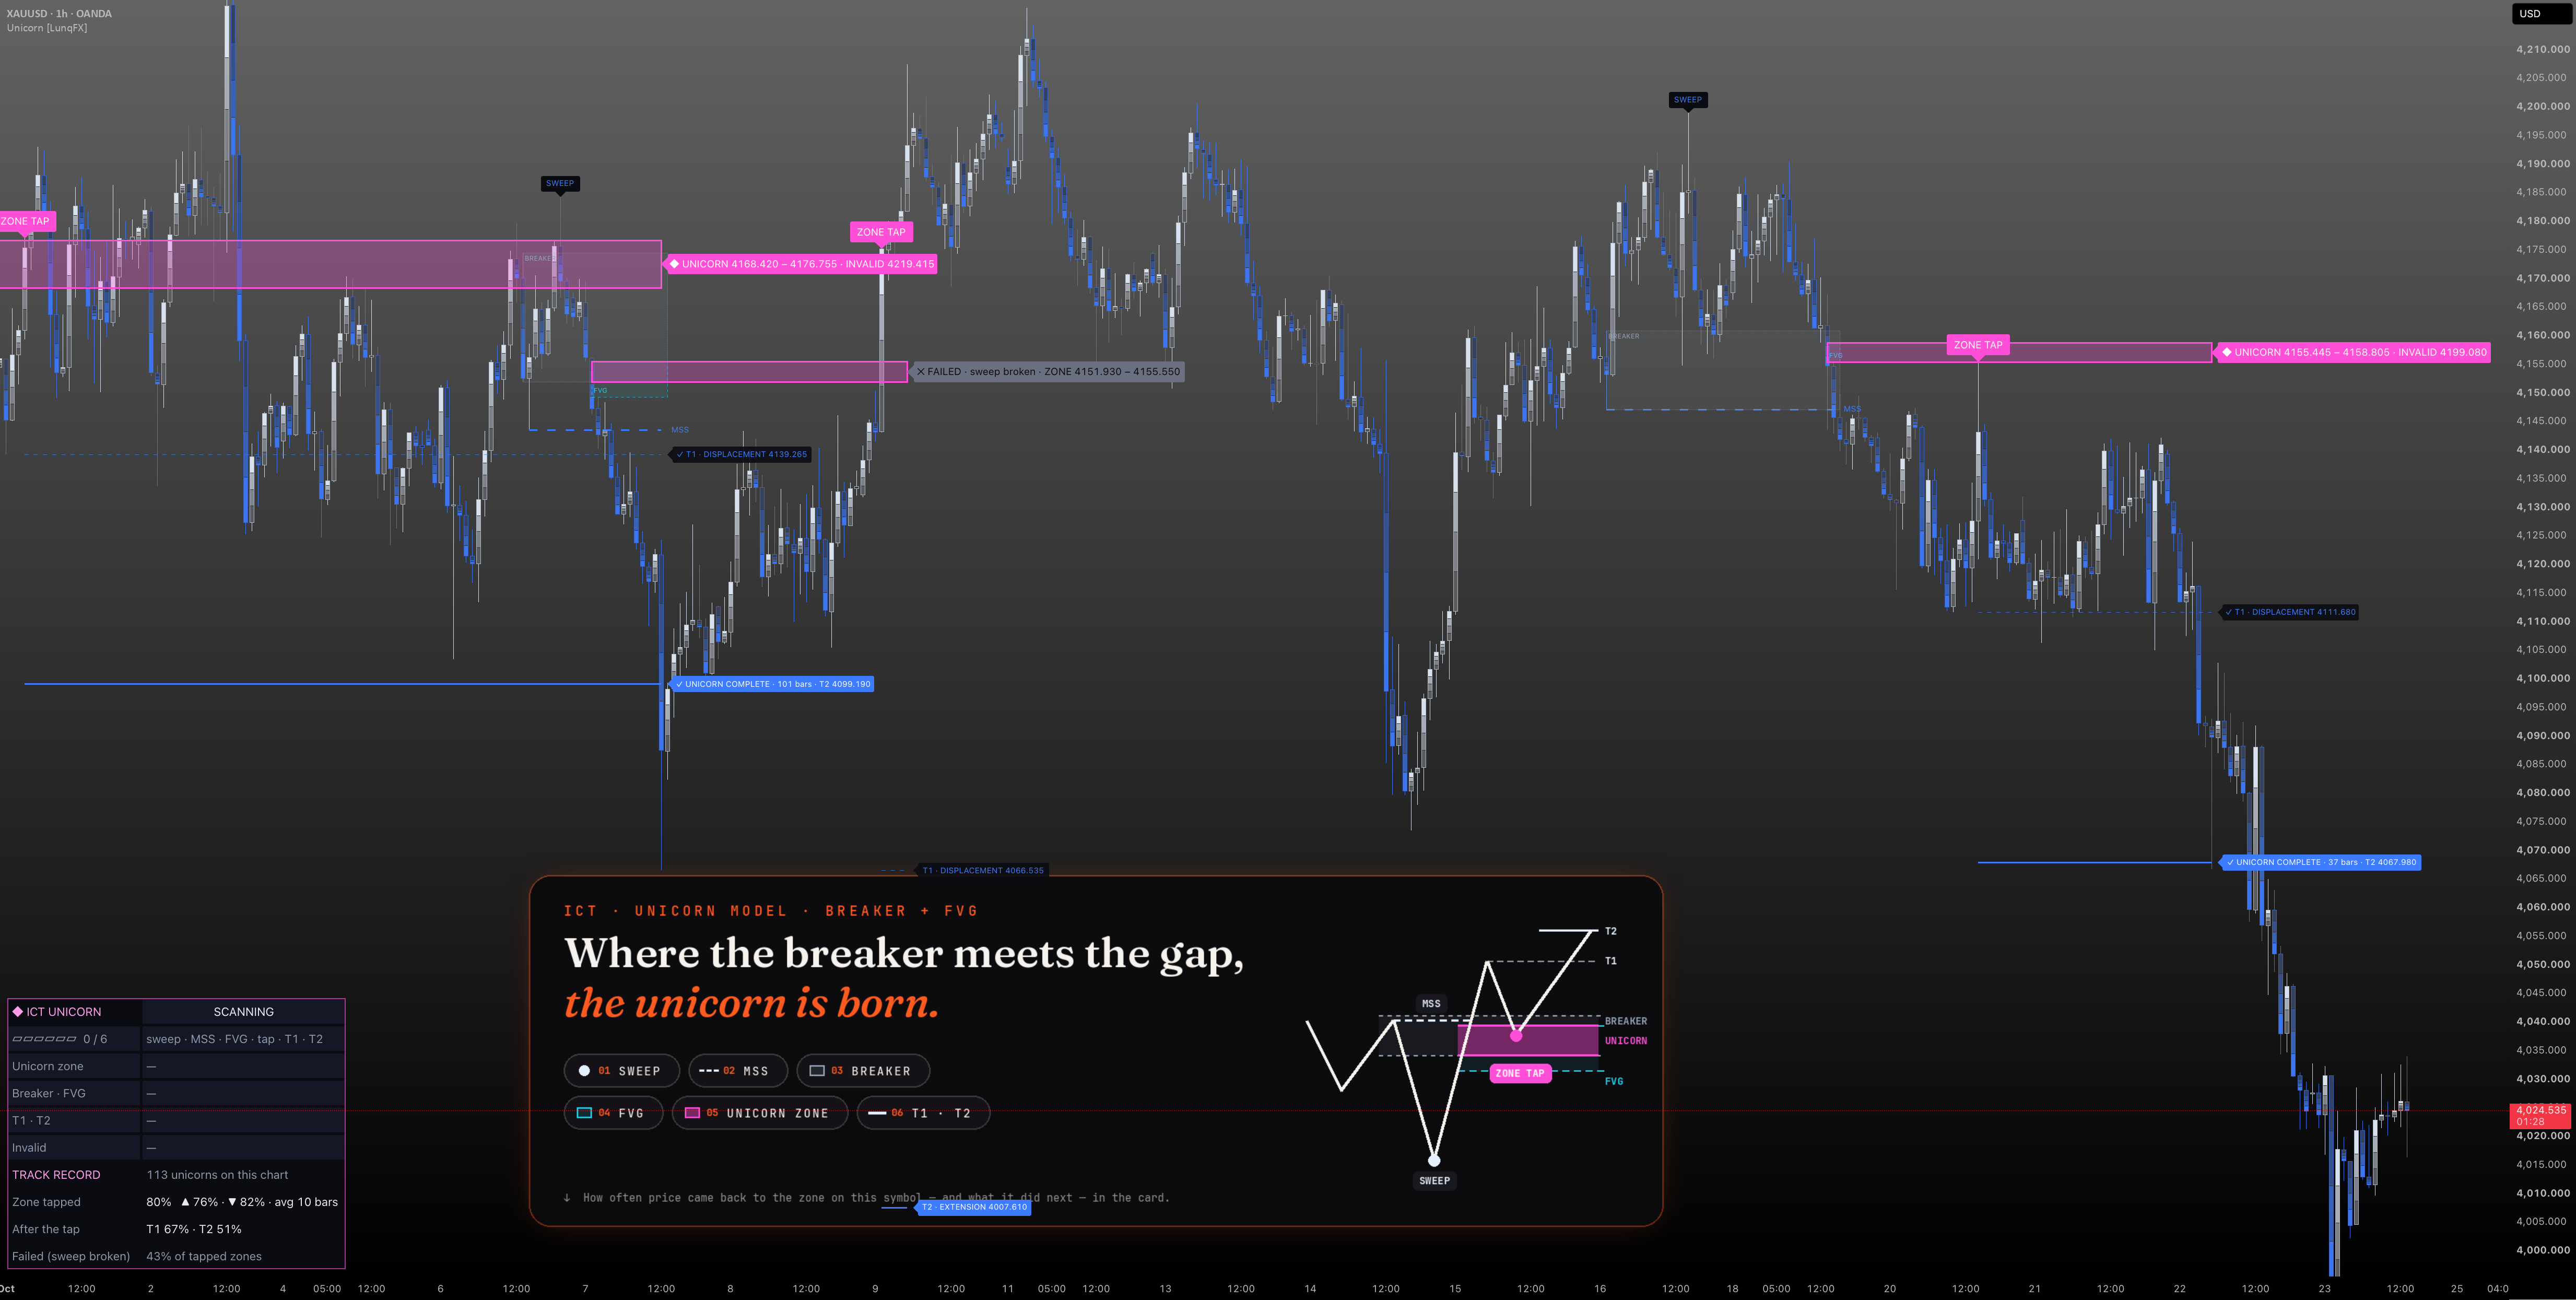 XAUUSD · 1h · OANDA
Unicorn [LunqFX]
USD
SWEEP
SWEEP
ZONE TAP
ZONE TAP
BREAKER
◆ UNICORN 4168.420 – 4176.755 · INVALID 4219.415
BREAKER
ZONE TAP
FVG
◆ UNICORN 4155.445 – 4158.805 · INVALID 4199.080
✕ FAILED · sweep broken · ZONE 4151.930 – 4155.550
FVG
MSS
MSS
✓ T1 · DISPLACEMENT 4139.265
✓ T1 · DISPLACEMENT 4111.680
✓ UNICORN COMPLETE · 101 bars · T2 4099.190
✓ UNICORN COMPLETE · 37 bars · T2 4067.980
T1 · DISPLACEMENT 4066.535
ICT · UNICORN MODEL · BREAKER + FVG
Where the breaker meets the gap,
the unicorn is born.
01 SWEEP
02 MSS
03 BREAKER
04 FVG
05 UNICORN ZONE
06 T1 · T2
↓ How often price came back to the zone on this symbol — and what it did next — in the card.
T2 · EXTENSION 4007.610
T2
T1
MSS
BREAKER
UNICORN
ZONE TAP
FVG
SWEEP
◆ ICT UNICORN SCANNING
▱▱▱▱▱▱ 0 / 6 sweep · MSS · FVG · tap · T1 · T2
Unicorn zone —
Breaker · FVG —
T1 · T2 —
Invalid —
TRACK RECORD 113 unicorns on this chart
Zone tapped 80% ▲ 76% · ▼ 82% · avg 10 bars
After the tap T1 67% · T2 51%
Failed (sweep broken) 43% of tapped zones
4,210.000
4,205.000
4,200.000
4,195.000
4,190.000
4,185.000
4,180.000
4,175.000
4,170.000
4,165.000
4,160.000
4,155.000
4,150.000
4,145.000
4,140.000
4,135.000
4,130.000
4,125.000
4,120.000
4,115.000
4,110.000
4,105.000
4,100.000
4,095.000
4,090.000
4,085.000
4,080.000
4,075.000
4,070.000
4,065.000
4,060.000
4,055.000
4,050.000
4,045.000
4,040.000
4,035.000
4,030.000
4,024.535
01:28
4,020.000
4,015.000
4,010.000
4,005.000
4,000.000
Oct 12:00 2 12:00 4 05:00 12:00 6 12:00 7 12:00 8 12:00 9 12:00 11 05:00 12:00 13 12:00 14 12:00 15 12:00 16 12:00 18 05:00 12:00 20 12:00 21 12:00 22 12:00 23 12:00 25 04:0